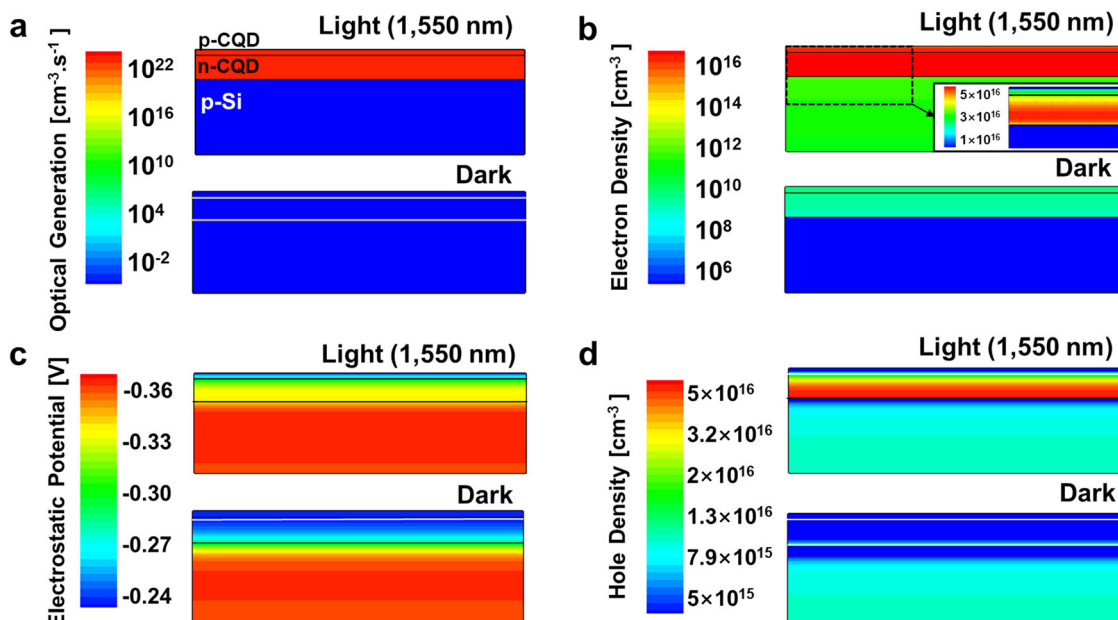 a
Light (1,550 nm)
p-CQD
n-CQD
p-Si
Dark
Optical Generation [cm⁻³.s⁻¹]
10²²
10¹⁶
10¹⁰
10⁴
10⁻²
b
Light (1,550 nm)
Dark
Electron Density [cm⁻³]
10¹⁶
10¹⁴
10¹²
10¹⁰
10⁸
10⁶
5×10¹⁶
3×10¹⁶
1×10¹⁶
c
Light (1,550 nm)
Dark
Electrostatic Potential [V]
-0.36
-0.33
-0.30
-0.27
-0.24
d
Light (1,550 nm)
Dark
Hole Density [cm⁻³]
5×10¹⁶
3.2×10¹⁶
2×10¹⁶
1.3×10¹⁶
7.9×10¹⁵
5×10¹⁵